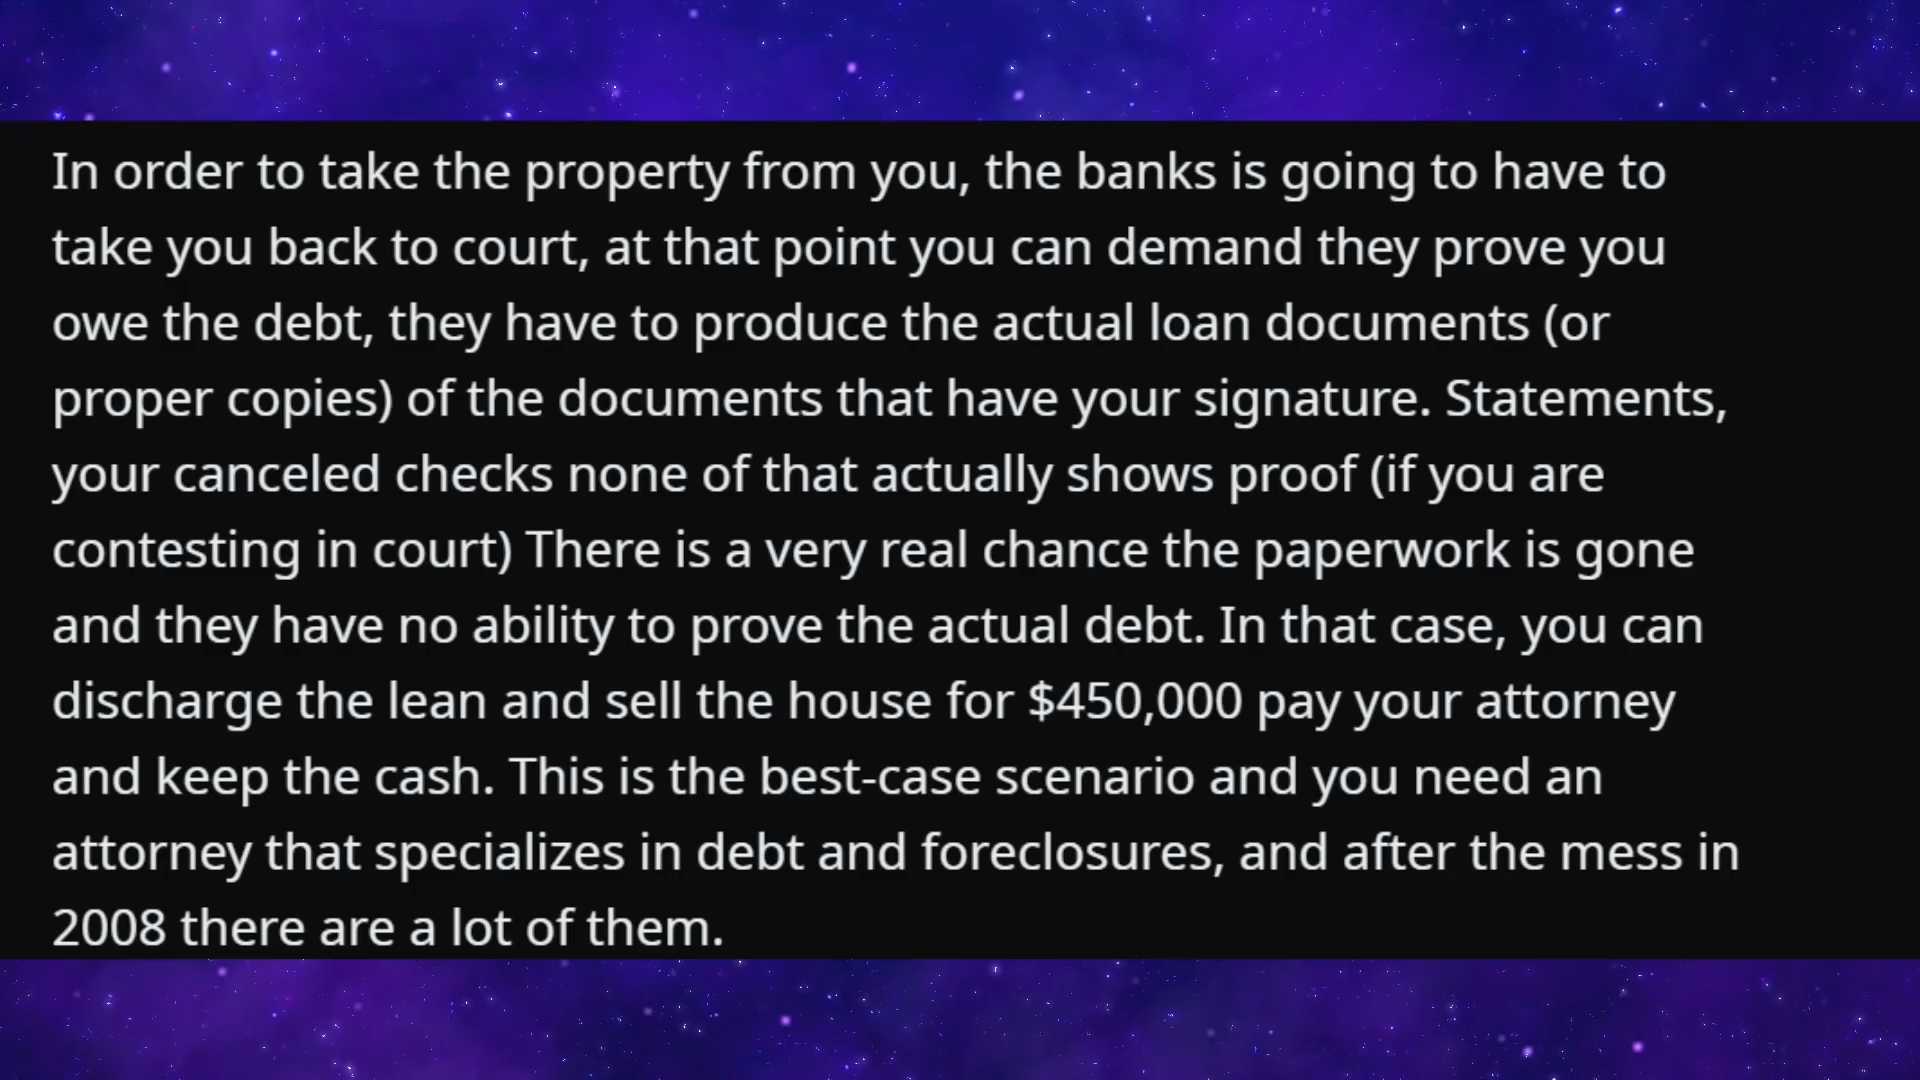 In order to take the property from you, the banks is going to have to
take you back to court, at that point you can demand they prove you
owe the debt, they have to produce the actual loan documents (or
proper copies) of the documents that have your signature. Statements,
your canceled checks none of that actually shows proof (if you are
contesting in court) There is a very real chance the paperwork is gone
and they have no ability to prove the actual debt. In that case, you can
discharge the lean and sell the house for $450,000 pay your attorney
and keep the cash. This is the best-case scenario and you need an
attorney that specializes in debt and foreclosures, and after the mess in
2008 there are a lot of them.